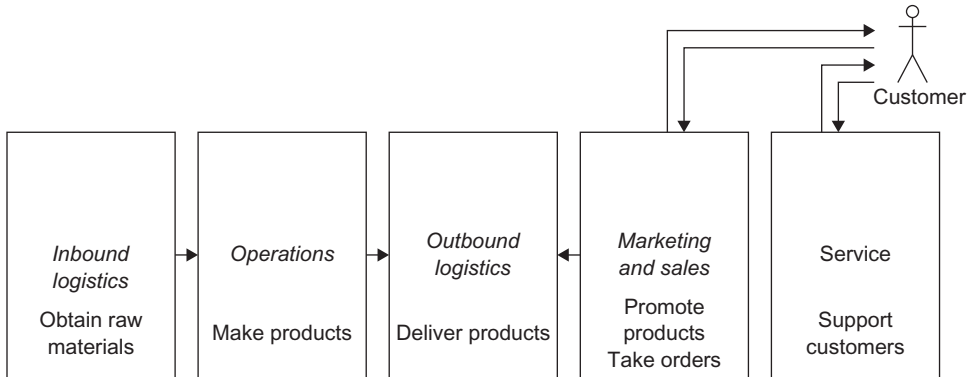 Customer
Inbound
logistics
Obtain raw
materials
Operations
Make products
Outbound
logistics
Deliver products
Marketing
and sales
Promote
products
Take orders
Service
Support
customers